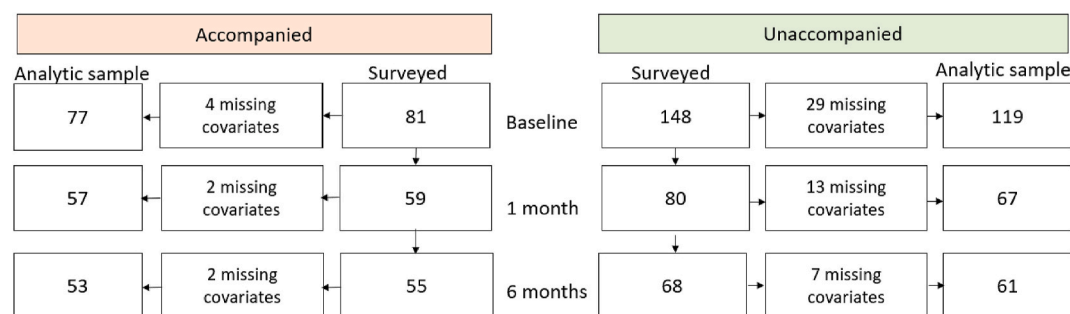 Accompanied
Unaccompanied
Analytic sample
Surveyed
Surveyed
Analytic sample
77
4 missing
covariates
81
Baseline
148
29 missing
covariates
119
57
2 missing
covariates
59
1 month
80
13 missing
covariates
67
53
2 missing
covariates
55
6 months
68
7 missing
covariates
61